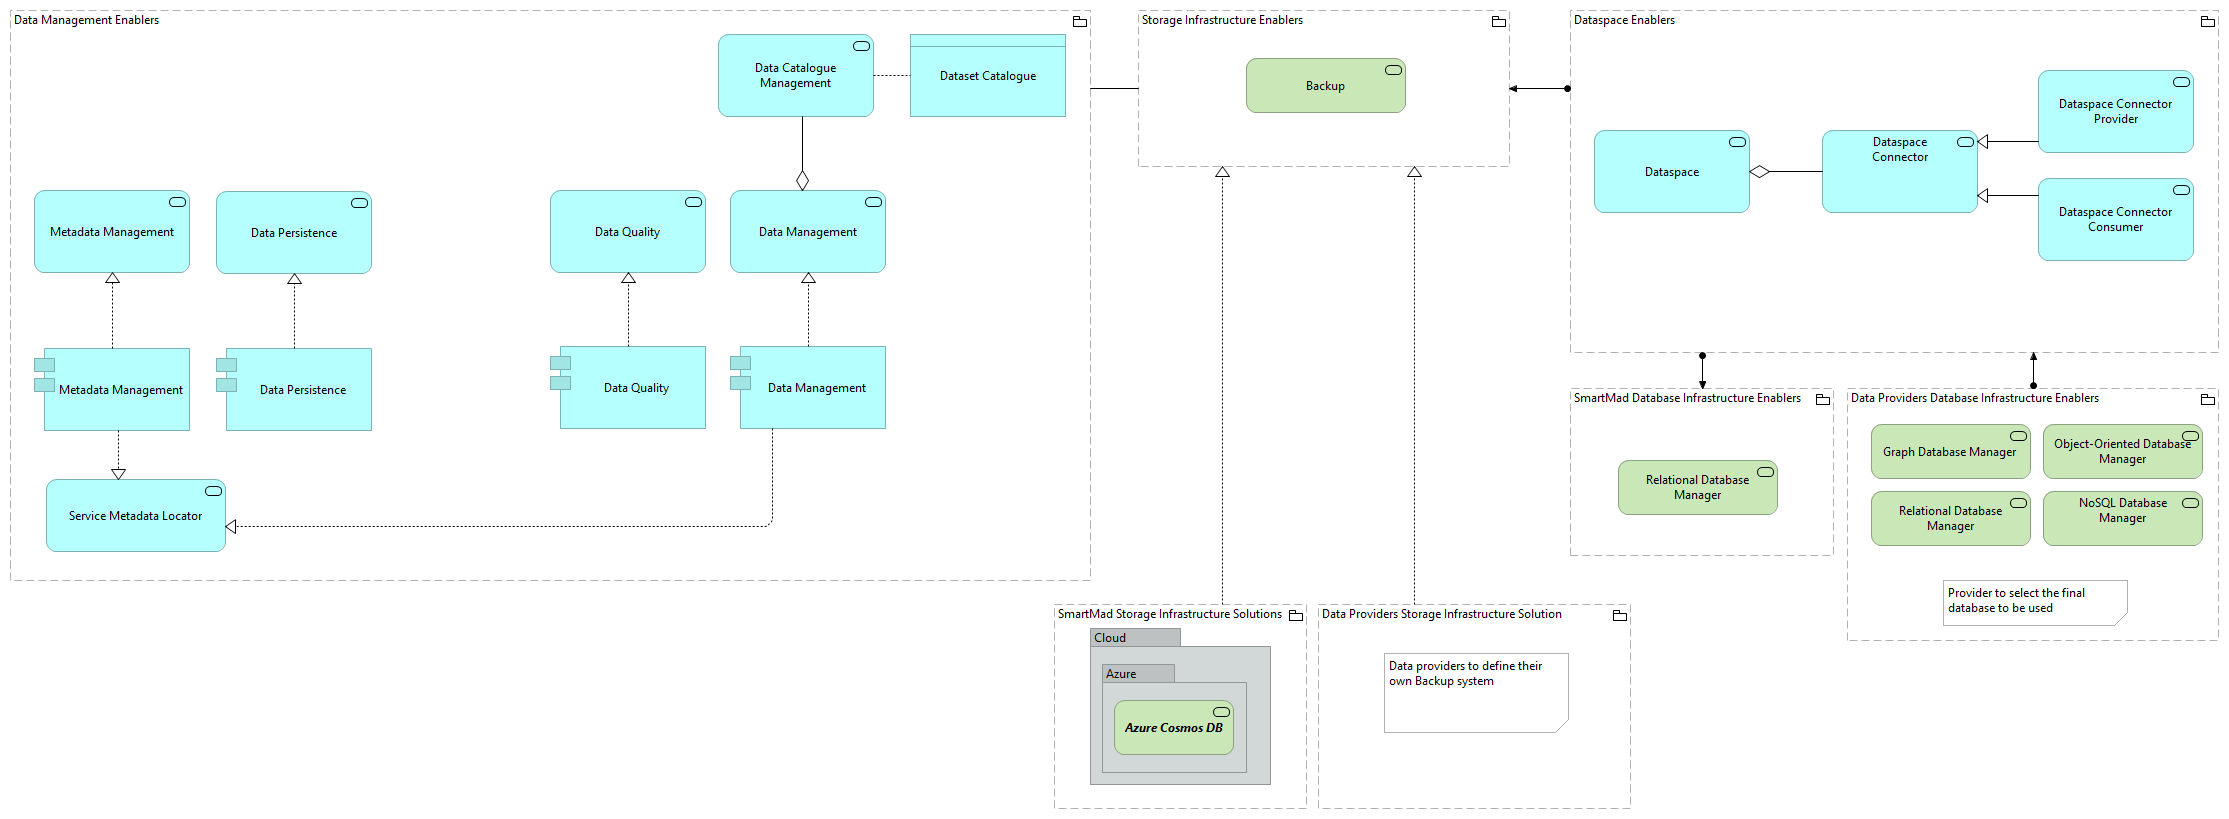 Data Management Enablers
Data Catalogue
Management
Dataset Catalogue
Metadata Management
Data Persistence
Data Quality
Data Management
Metadata Management
Data Persistence
Data Quality
Data Management
Service Metadata Locator
Storage Infrastructure Enablers
Backup
Dataspace Enablers
Dataspace
Dataspace
Connector
Dataspace Connector
Provider
Dataspace Connector
Consumer
SmartMad Database Infrastructure Enablers
Relational Database
Manager
Data Providers Database Infrastructure Enablers
Graph Database Manager
Object-Oriented Database
Manager
Relational Database
Manager
NoSQL Database
Manager
Provider to select the final
database to be used
SmartMad Storage Infrastructure Solutions
Cloud
Azure
Azure Cosmos DB
Data Providers Storage Infrastructure Solution
Data providers to define their
own Backup system